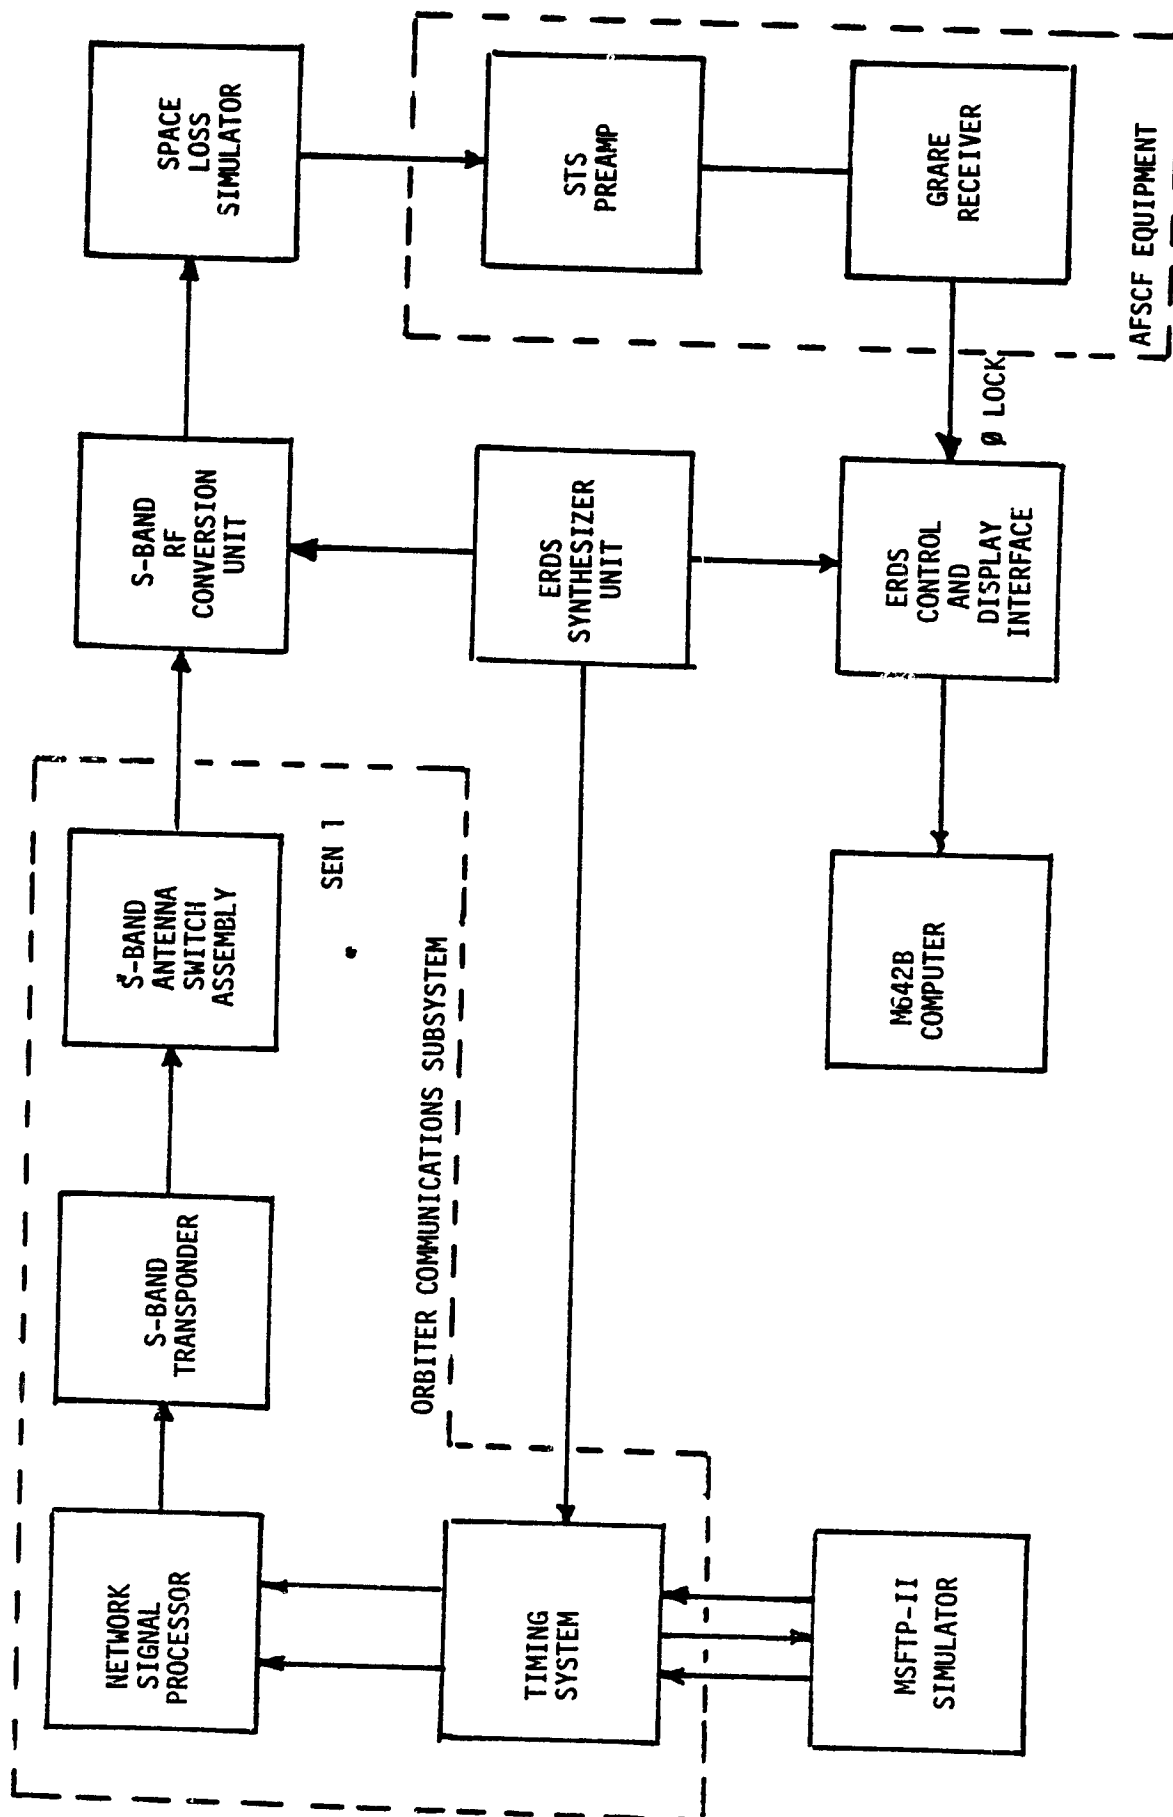 NETWORK
SIGNAL
PROCESSOR
S-BAND
TRANSPONDER
S-BAND
ANTENNA
SWITCH
ASSEMBLY
SEN 1
S-BAND
RF
CONVERSION
UNIT
SPACE
LOSS
SIMULATOR
TIMING
SYSTEM
ORBITER COMMUNICATIONS SUBSYSTEM
ERDS
SYNTHESIZER
UNIT
STS
PREAMP
MSFTP-II
SIMULATOR
M642B
COMPUTER
ERDS
CONTROL
AND
DISPLAY
INTERFACE
Ø LOCK
GRARE
RECEIVER
AFSCF EQUIPMENT